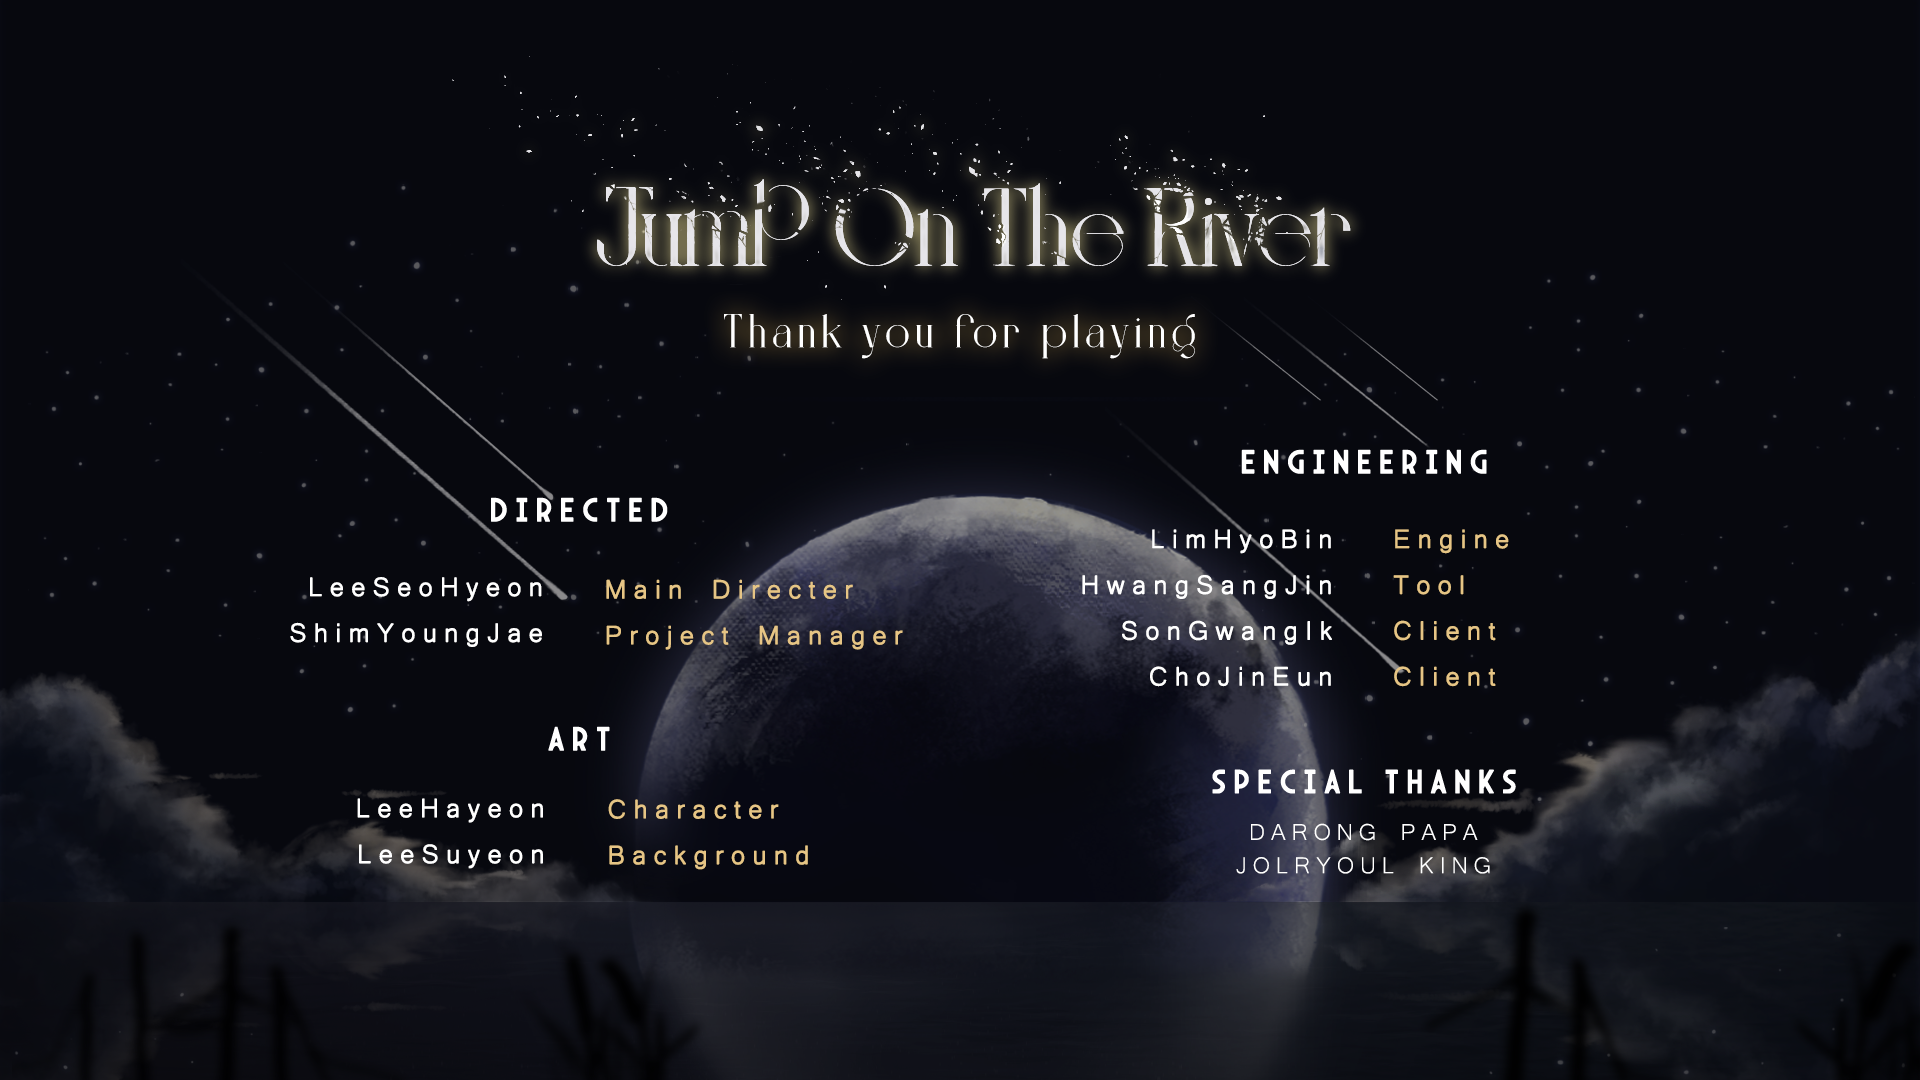 Jump On The River
Thank you for playing
DIRECTED
LeeSeoHyeon Main Directer
ShimYoungJae Project Manager
ART
LeeHayeon Character
LeeSuyeon Background
ENGINEERING
LimHyoBin Engine
HwangSangJin Tool
SonGwangIk Client
ChoJinEun Client
SPECIAL THANKS
DARONG PAPA
JOLRYOUL KING